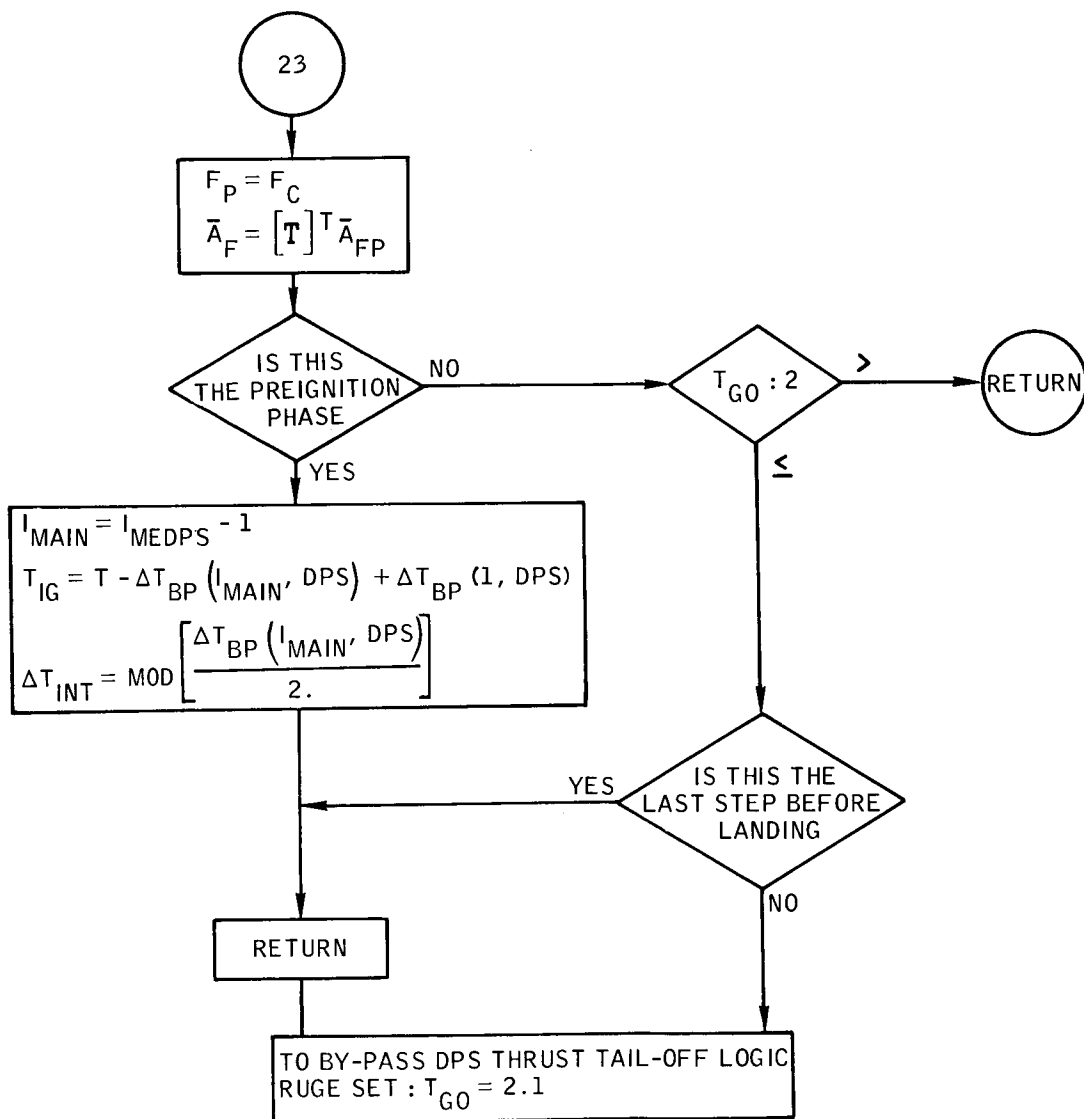 23
F_P = F_C
Ā_F = [T]^T Ā_FP
IS THIS
THE PREIGNITION
PHASE
NO
T_GO : 2
>
RETURN
YES
≤
I_MAIN = I_MEDPS - 1
T_IG = T - ΔT_BP (I_MAIN, DPS) + ΔT_BP (1, DPS)
ΔT_INT = MOD [ΔT_BP (I_MAIN, DPS) / 2.]
YES
IS THIS THE
LAST STEP BEFORE
LANDING
NO
RETURN
TO BY-PASS DPS THRUST TAIL-OFF LOGIC
RUGE SET : T_GO = 2.1